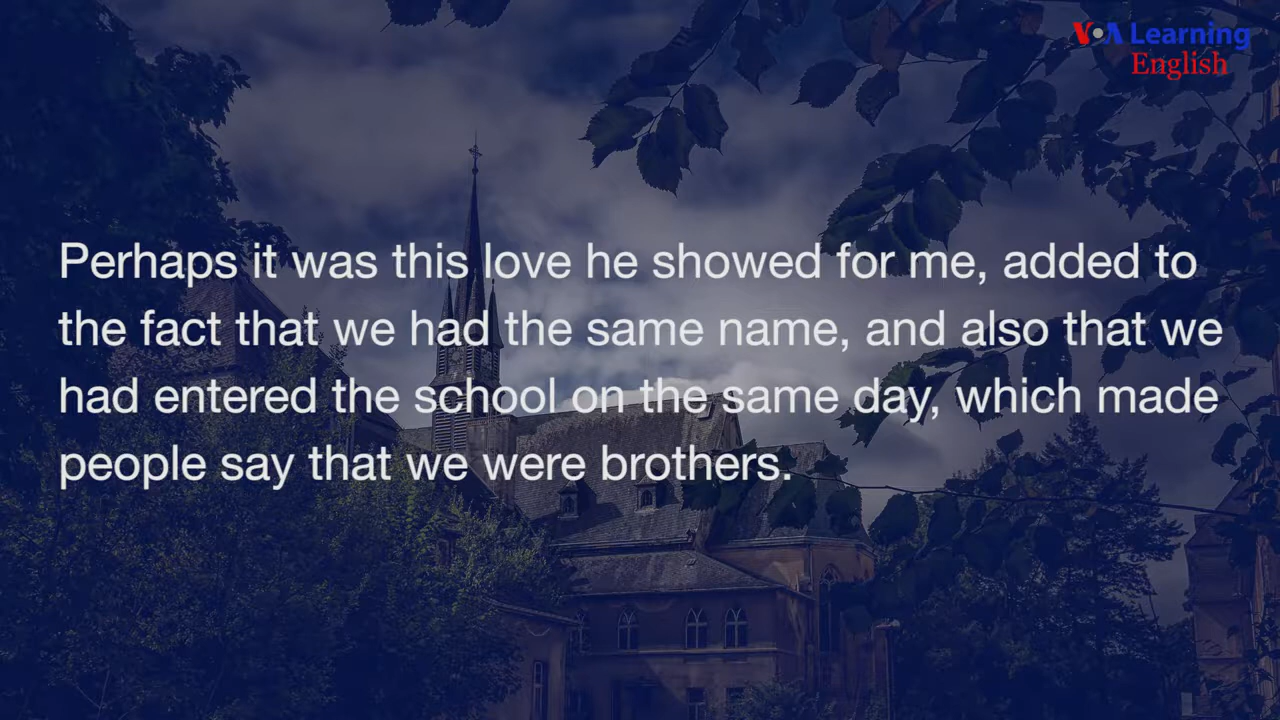 VOA Learning
English
Perhaps it was this love he showed for me, added to
the fact that we had the same name, and also that we
had entered the school on the same day, which made
people say that we were brothers.